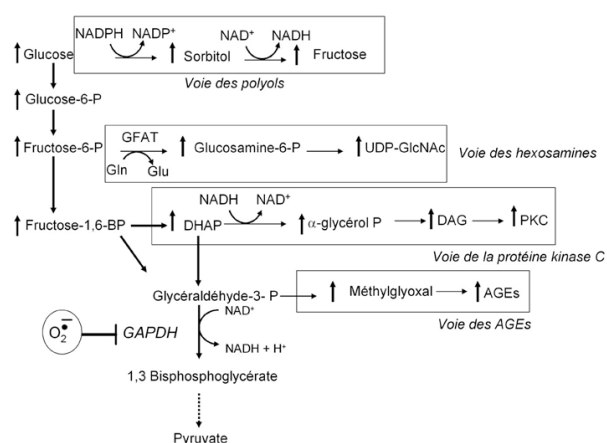 NADPH NADP⁺ NAD⁺ NADH
Glucose Sorbitol Fructose
Voie des polyols
Glucose-6-P
GFAT
Fructose-6-P Glucosamine-6-P UDP-GlcNAc
Voie des hexosamines
Gln Glu
NADH NAD⁺
Fructose-1,6-BP DHAP α-glycérol P DAG PKC
Voie de la protéine kinase C
Glycéraldéhyde-3- P Méthylglyoxal AGEs
NAD⁺
Voie des AGEs
O₂•⁻ GAPDH
NADH + H⁺
1,3 Bisphosphoglycérate
Pyruvate